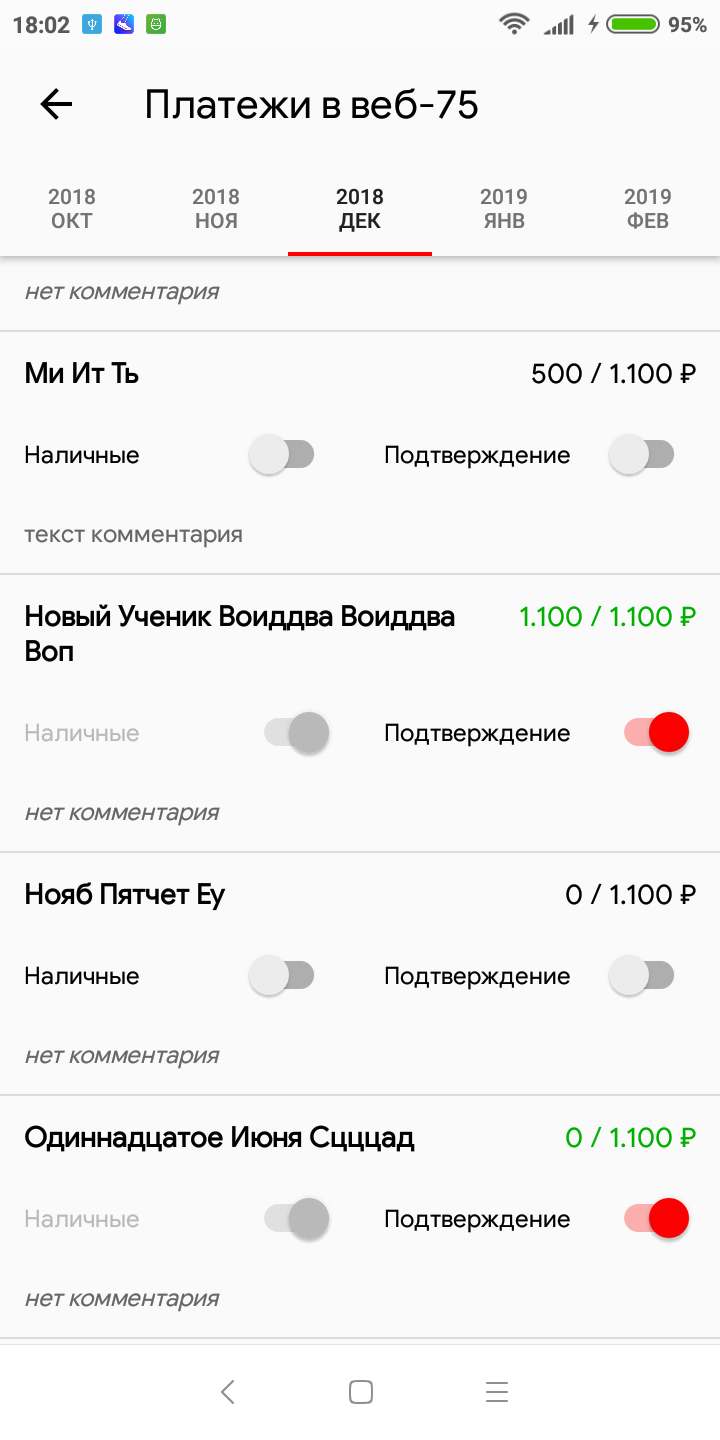 18:02 95%
Платежи в веб-75
2018 2018 2018 2019 2019
ОКТ НОЯ ДЕК ЯНВ ФЕВ
нет комментария
Ми Ит Ть 500 / 1.100 ₽
Наличные Подтверждение
текст комментария
Новый Ученик Воиддва Воиддва 1.100 / 1.100 ₽
Воп
Наличные Подтверждение
нет комментария
Нояб Пятчет Еу 0 / 1.100 ₽
Наличные Подтверждение
нет комментария
Одиннадцатое Июня Сцццад 0 / 1.100 ₽
Наличные Подтверждение
нет комментария